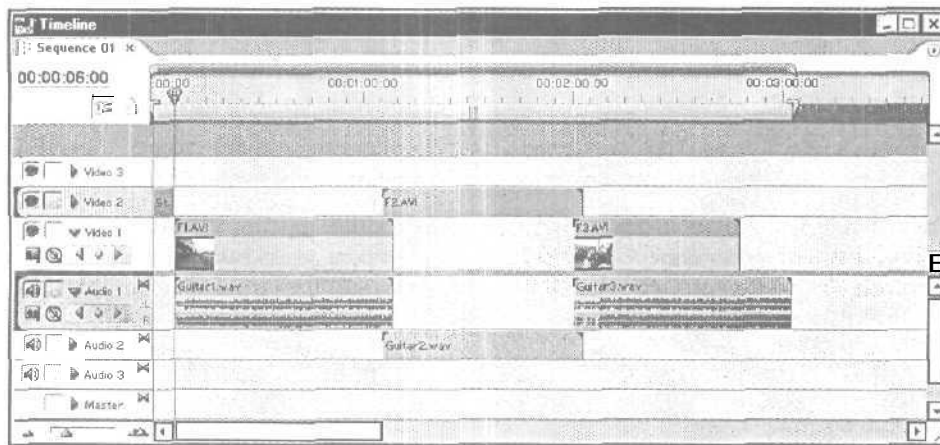 Timeline
Sequence 01 ×
00:00:06:00
00:00 00:01:00:00 00:02:00:00 00:03:00:00
Video 3
Video 2 St. F2.AVI
Video 1 F1.AVI F3.AVI
E
Audio 1 Guitar1.wav Guitar3.wav
Audio 2 Guitar2.wav
Audio 3
Master